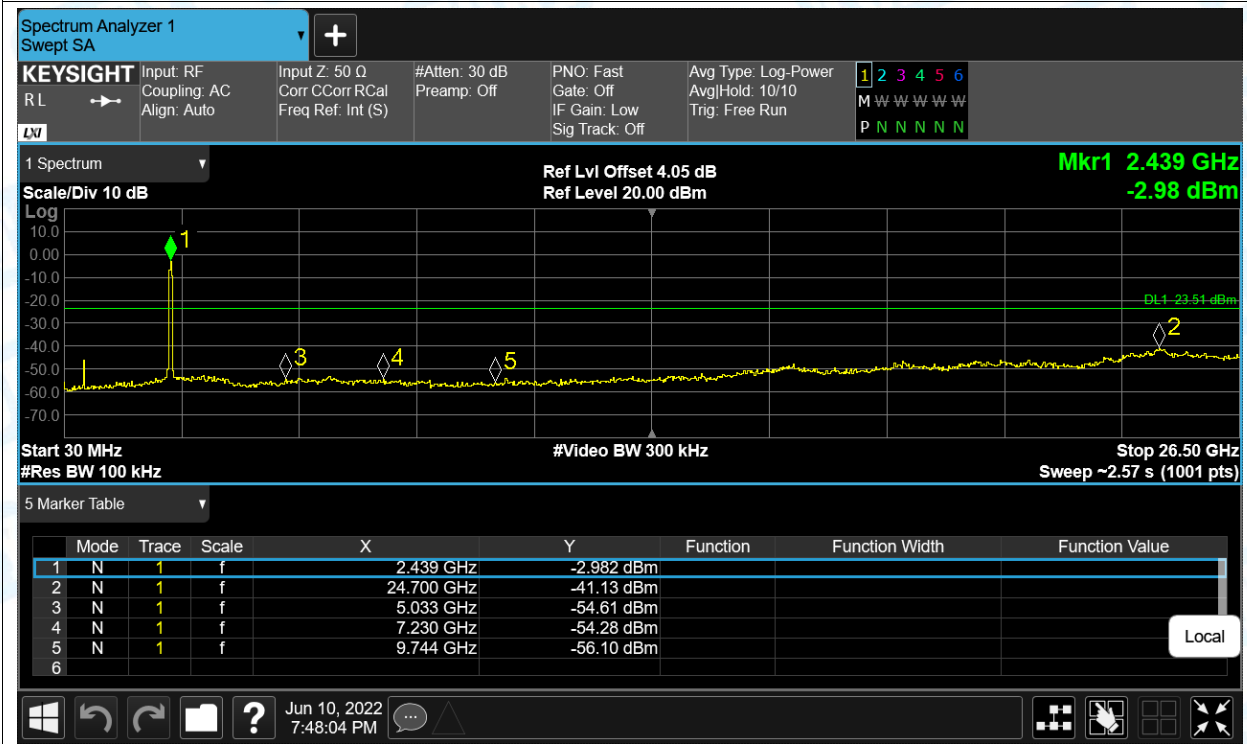 Spectrum Analyzer 1
Swept SA
KEYSIGHT
R L
LXI
Input: RF
Coupling: AC
Align: Auto
Input Z: 50 Ω
Corr CCorr RCal
Freq Ref: Int (S)
#Atten: 30 dB
Preamp: Off
PNO: Fast
Gate: Off
IF Gain: Low
Sig Track: Off
Avg Type: Log-Power
Avg|Hold: 10/10
Trig: Free Run
1 2 3 4 5 6
M W W W W W
P N N N N N
1 Spectrum
Scale/Div 10 dB
Ref Lvl Offset 4.05 dB
Ref Level 20.00 dBm
Mkr1 2.439 GHz
-2.98 dBm
Log
10.0
0.00
-10.0
-20.0
-30.0
-40.0
-50.0
-60.0
-70.0
1
DL1 -23.51 dBm
2
3
4
5
Start 30 MHz
#Res BW 100 kHz
#Video BW 300 kHz
Stop 26.50 GHz
Sweep ~2.57 s (1001 pts)
5 Marker Table
Mode Trace Scale X Y Function Function Width Function Value
1 N 1 f 2.439 GHz -2.982 dBm
2 N 1 f 24.700 GHz -41.13 dBm
3 N 1 f 5.033 GHz -54.61 dBm
4 N 1 f 7.230 GHz -54.28 dBm
5 N 1 f 9.744 GHz -56.10 dBm
6
Local
?
Jun 10, 2022
7:48:04 PM